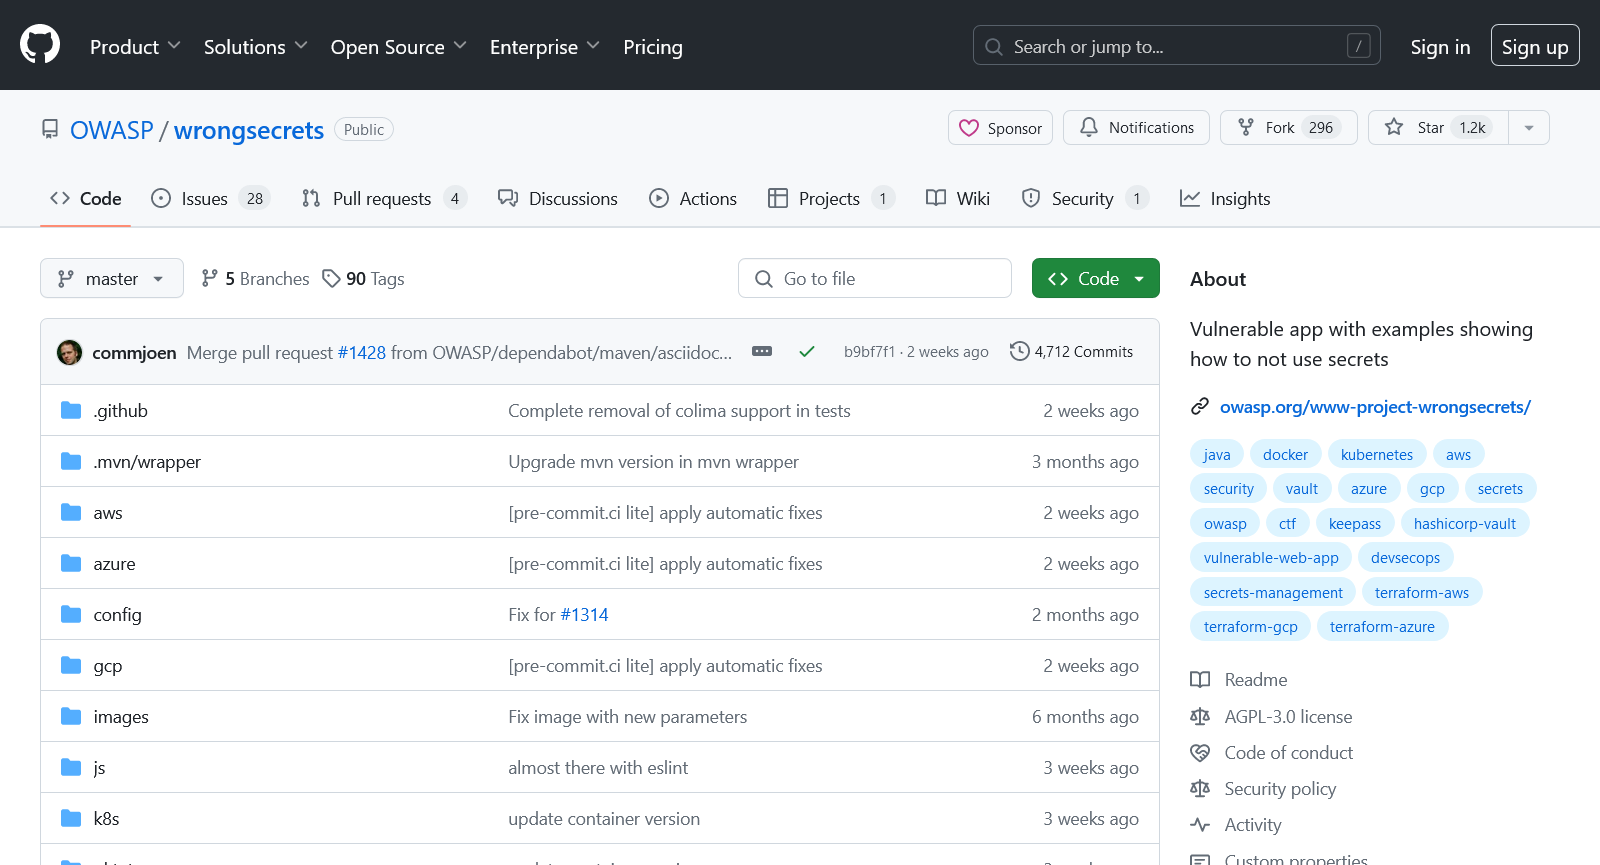 Product Solutions Open Source Enterprise Pricing Search or jump to... / Sign in Sign up
OWASP / wrongsecrets Public Sponsor Notifications Fork 296 Star 1.2k
Code Issues 28 Pull requests 4 Discussions Actions Projects 1 Wiki Security 1 Insights
master 5 Branches 90 Tags Go to file Code
commjoen Merge pull request #1428 from OWASP/dependabot/maven/asciidoc... b9bf7f1 · 2 weeks ago 4,712 Commits
.github Complete removal of colima support in tests 2 weeks ago
.mvn/wrapper Upgrade mvn version in mvn wrapper 3 months ago
aws [pre-commit.ci lite] apply automatic fixes 2 weeks ago
azure [pre-commit.ci lite] apply automatic fixes 2 weeks ago
config Fix for #1314 2 months ago
gcp [pre-commit.ci lite] apply automatic fixes 2 weeks ago
images Fix image with new parameters 6 months ago
js almost there with eslint 3 weeks ago
k8s update container version 3 weeks ago
About
Vulnerable app with examples showing
how to not use secrets
owasp.org/www-project-wrongsecrets/
java docker kubernetes aws
security vault azure gcp secrets
owasp ctf keepass hashicorp-vault
vulnerable-web-app devsecops
secrets-management terraform-aws
terraform-gcp terraform-azure
Readme
AGPL-3.0 license
Code of conduct
Security policy
Activity
Custom properties